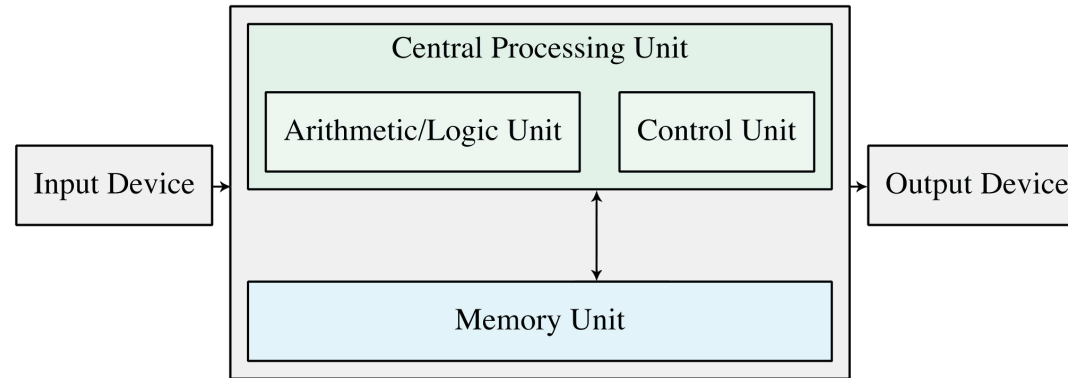 Central Processing Unit
Arithmetic/Logic Unit
Control Unit
Input Device
Output Device
Memory Unit